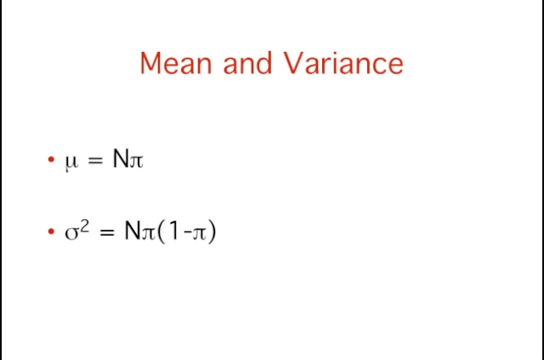 Mean and Variance
• μ = Nπ
• σ² = Nπ(1-π)